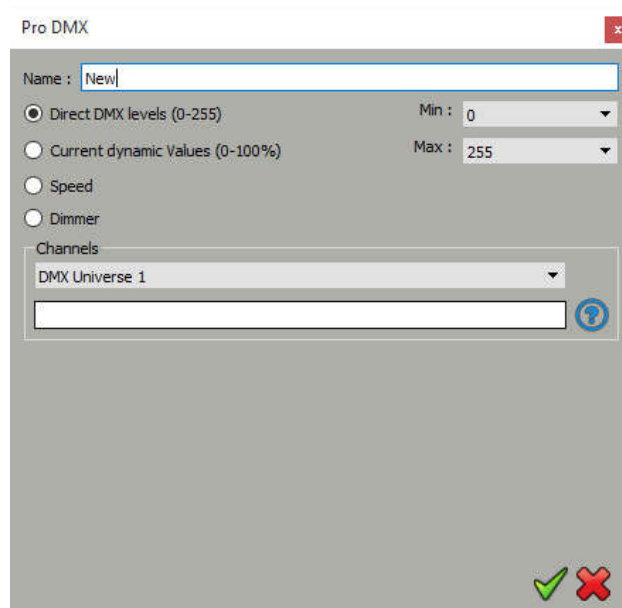 Pro DMX
x
Name : New
Direct DMX levels (0-255) Min : 0
Current dynamic Values (0-100%) Max : 255
Speed
Dimmer
Channels
DMX Universe 1
?